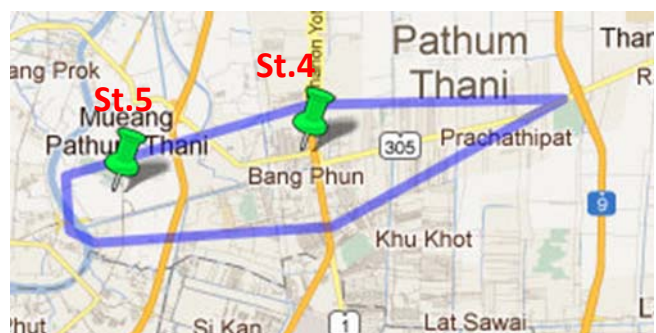 Pathum
Thani
Thar
ang Prok
St.4
St.5
Mueang
Pathum Thani
305
Prachathipat
Bang Phun
9
Khu Khot
1
Lat Sawai
Si Kan
Phut
L
R